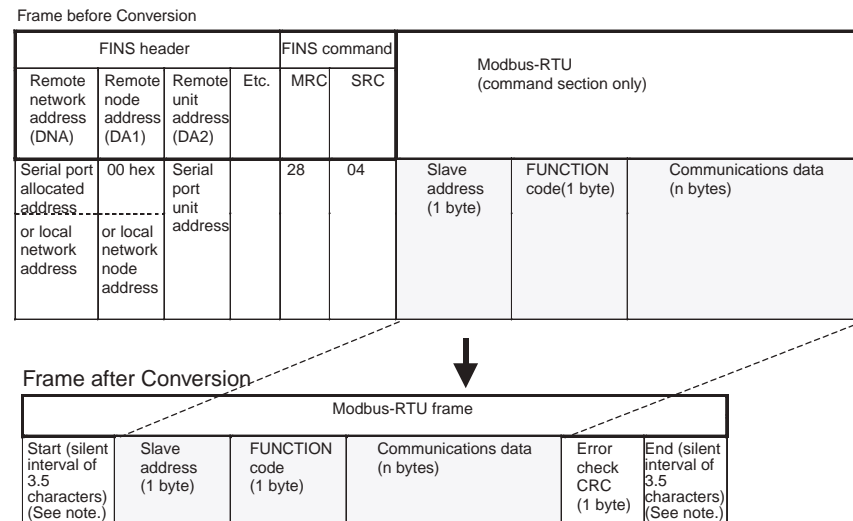 Frame before Conversion
FINS header
FINS command
Modbus-RTU
(command section only)
Remote
network
address
(DNA)
Remote
node
address
(DA1)
Remote
unit
address
(DA2)
Etc.
MRC
SRC
Serial port
allocated
address
or local
network
address
00 hex
or local
network
node
address
Serial
port
unit
address
28
04
Slave
address
(1 byte)
FUNCTION
code(1 byte)
Communications data
(n bytes)
Frame after Conversion
Modbus-RTU frame
Start (silent
interval of
3.5
characters)
(See note.)
Slave
address
(1 byte)
FUNCTION
code
(1 byte)
Communications data
(n bytes)
Error
check
CRC
(1 byte)
End (silent
interval of
3.5
characters)
(See note.)